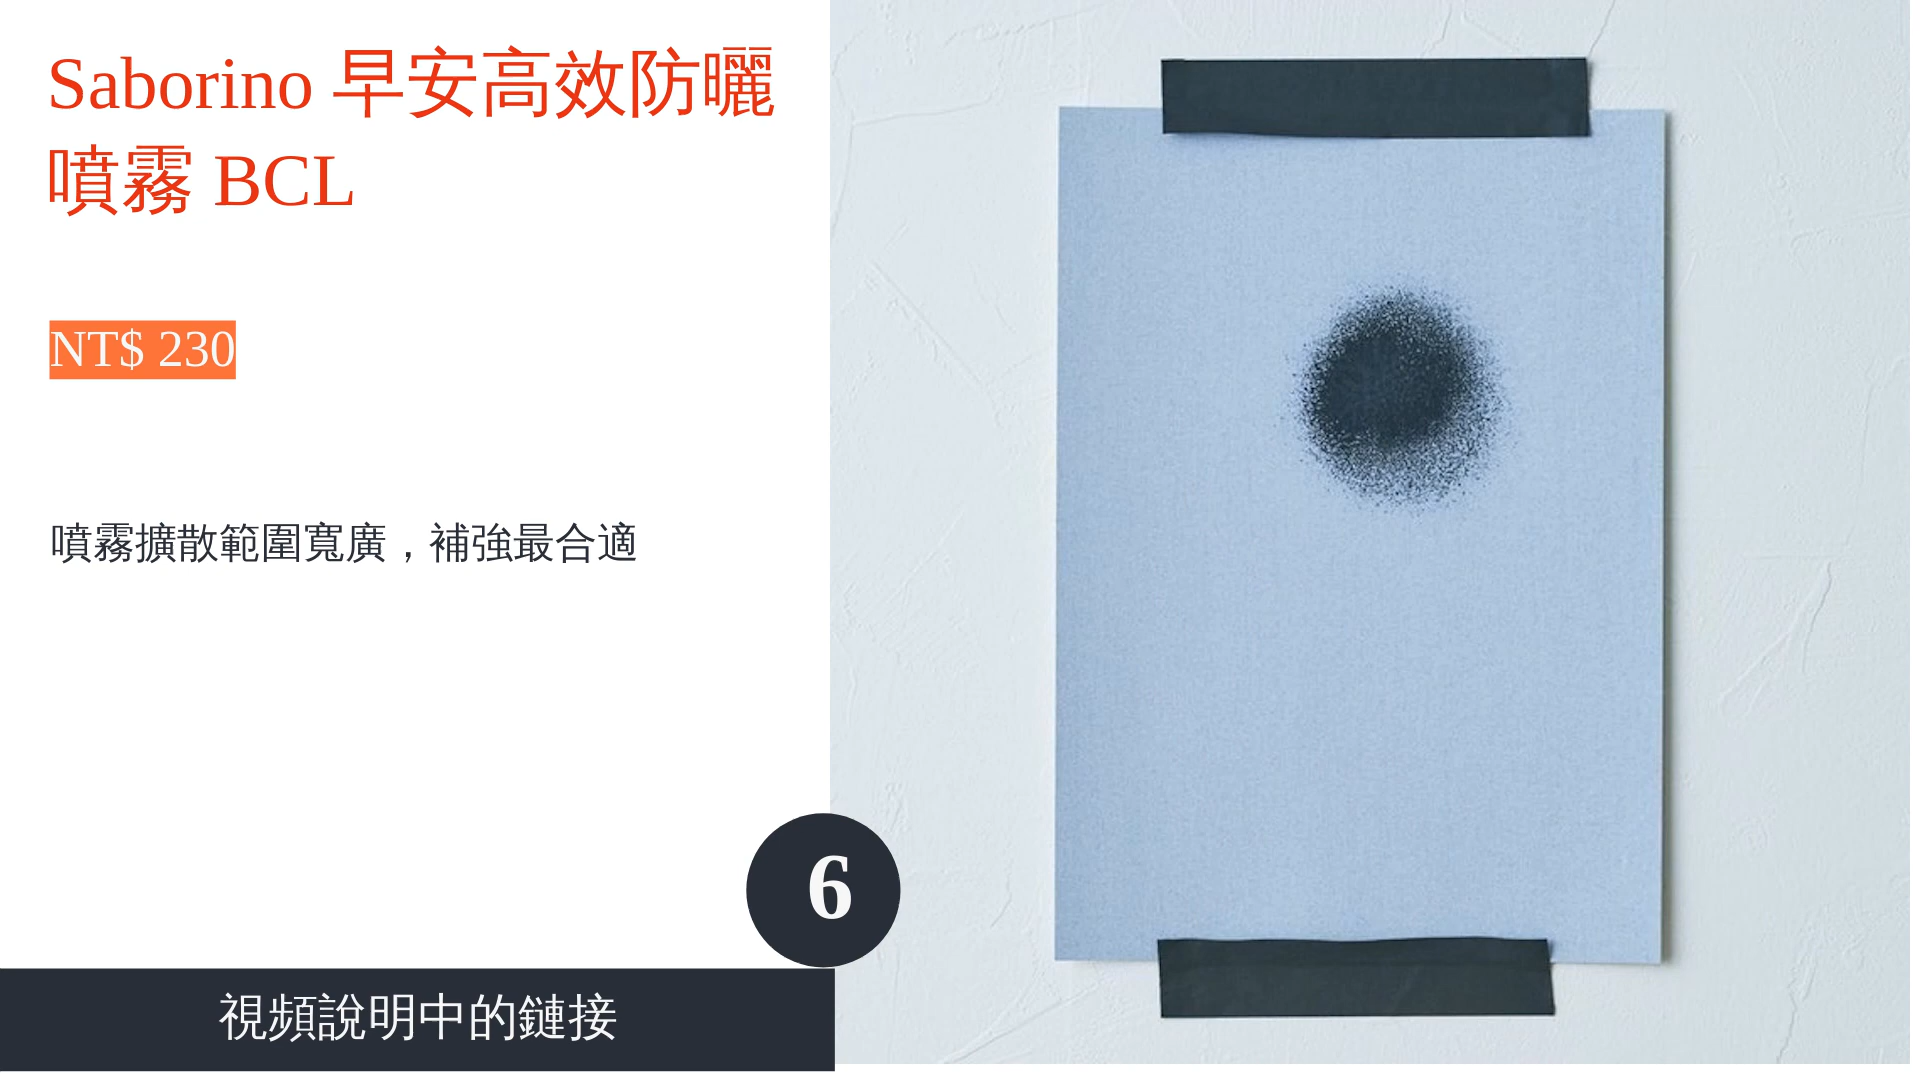 Saborino 早安高效防曬
噴霧 BCL
NT$ 230
噴霧擴散範圍寬廣，補強最合適
6
視頻說明中的鏈接